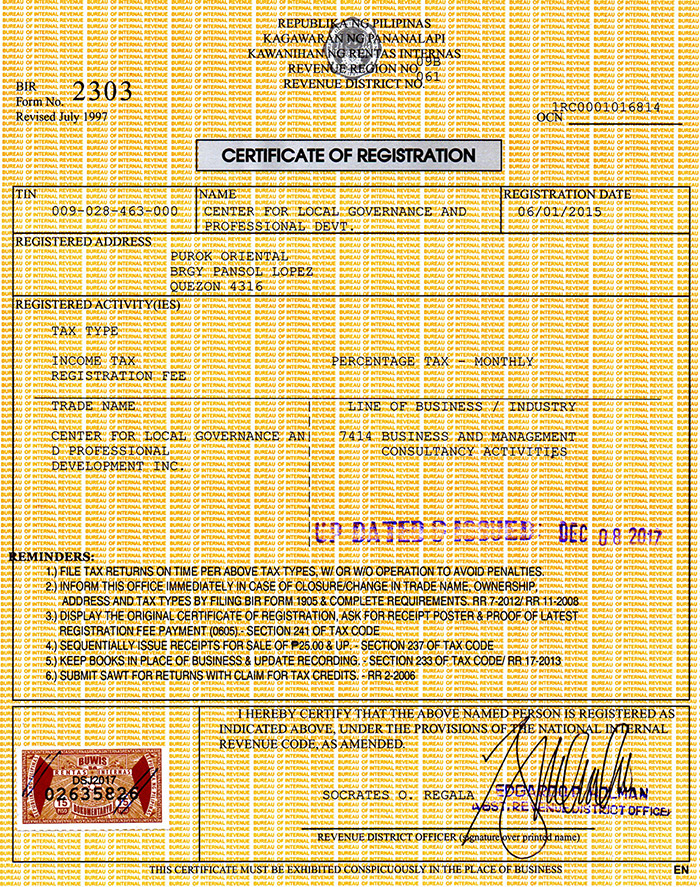 REPUBLIKA NG PILIPINAS
KAGAWARAN NG PANANALAPI
KAWANIHAN NG RENTAS INTERNAS
REVENUE REGION NO. 09B
REVENUE DISTRICT NO. 061
BIR
Form No. 2303
Revised July 1997
OCN 1RC0001016814
CERTIFICATE OF REGISTRATION
TIN NAME REGISTRATION DATE
009-028-463-000 CENTER FOR LOCAL GOVERNANCE AND 06/01/2015
PROFESSIONAL DEVT.
REGISTERED ADDRESS
PUROK ORIENTAL
BRGY PANSOL LOPEZ
QUEZON 4316
REGISTERED ACTIVITY(IES)
TAX TYPE
INCOME TAX PERCENTAGE TAX - MONTHLY
REGISTRATION FEE
TRADE NAME LINE OF BUSINESS / INDUSTRY
CENTER FOR LOCAL GOVERNANCE AN 7414 BUSINESS AND MANAGEMENT
D PROFESSIONAL CONSULTANCY ACTIVITIES
DEVELOPMENT INC.
UP DATED & ISSUED: DEC 08 2017
REMINDERS:
1.) FILE TAX RETURNS ON TIME PER ABOVE TAX TYPES, W/ OR W/O OPERATION TO AVOID PENALTIES.
2.) INFORM THIS OFFICE IMMEDIATELY IN CASE OF CLOSURE/CHANGE IN TRADE NAME, OWNERSHIP,
ADDRESS AND TAX TYPES BY FILING BIR FORM 1905 & COMPLETE REQUIREMENTS. RR 7-2012/ RR 11-2008
3.) DISPLAY THE ORIGINAL CERTIFICATE OF REGISTRATION, ASK FOR RECEIPT POSTER & PROOF OF LATEST
REGISTRATION FEE PAYMENT (0605).- SECTION 241 OF TAX CODE
4.) SEQUENTIALLY ISSUE RECEIPTS FOR SALE OF ₱25.00 & UP. - SECTION 237 OF TAX CODE
5.) KEEP BOOKS IN PLACE OF BUSINESS & UPDATE RECORDING. - SECTION 233 OF TAX CODE/ RR 17-2013
6.) SUBMIT SAWT FOR RETURNS WITH CLAIM FOR TAX CREDITS. - RR 2-2006
I HEREBY CERTIFY THAT THE ABOVE NAMED PERSON IS REGISTERED AS
INDICATED ABOVE, UNDER THE PROVISIONS OF THE NATIONAL INTERNAL
REVENUE CODE, AS AMENDED.
BUWIS
SA
RENTAS INTERNAS
DSJ2017
02635826
15 15
PISO DOKUMENTARYO
SOCRATES O. REGALA
ASST. REVENUE DISTRICT OFFICER
REVENUE DISTRICT OFFICER (signature over printed name)
THIS CERTIFICATE MUST BE EXHIBITED CONSPICUOUSLY IN THE PLACE OF BUSINESS EN